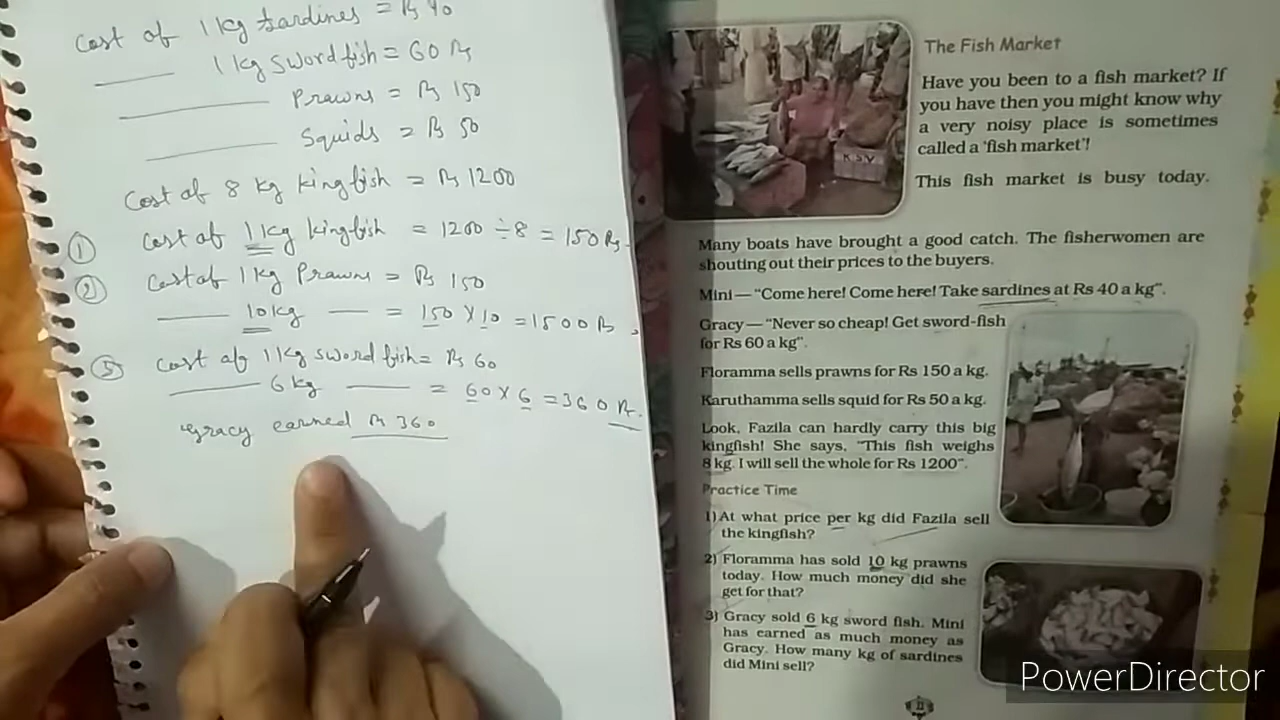 Cost of 1 kg sardines = Rs 40
1 kg Swordfish = 60 Rs
Prawns = Rs 150
Squids = Rs 50
Cost of 8 kg kingfish = Rs 1200
① Cost of 1 kg kingfish = 1200 ÷ 8 = 150 Rs.
② Cost of 1 kg Prawns = Rs 150
10 kg = 150 × 10 = 1500 Rs
③ Cost of 1 kg sword fish = Rs 60
6 kg = 60 × 6 = 360 Rs.
Gracy earned Rs 360
The Fish Market
Have you been to a fish market? If
you have then you might know why
a very noisy place is sometimes
called a 'fish market'!
This fish market is busy today.
Many boats have brought a good catch. The fisherwomen are
shouting out their prices to the buyers.
Mini — "Come here! Come here! Take sardines at Rs 40 a kg".
Gracy — "Never so cheap! Get sword-fish
for Rs 60 a kg".
Floramma sells prawns for Rs 150 a kg.
Karuthamma sells squid for Rs 50 a kg.
Look, Fazila can hardly carry this big
kingfish! She says, "This fish weighs
8 kg. I will sell the whole for Rs 1200".
Practice Time
1) At what price per kg did Fazila sell
the kingfish?
2) Floramma has sold 10 kg prawns
today. How much money did she
get for that?
3) Gracy sold 6 kg sword fish. Mini
has earned as much money as
Gracy. How many kg of sardines
did Mini sell?
K.S.V
PowerDirector